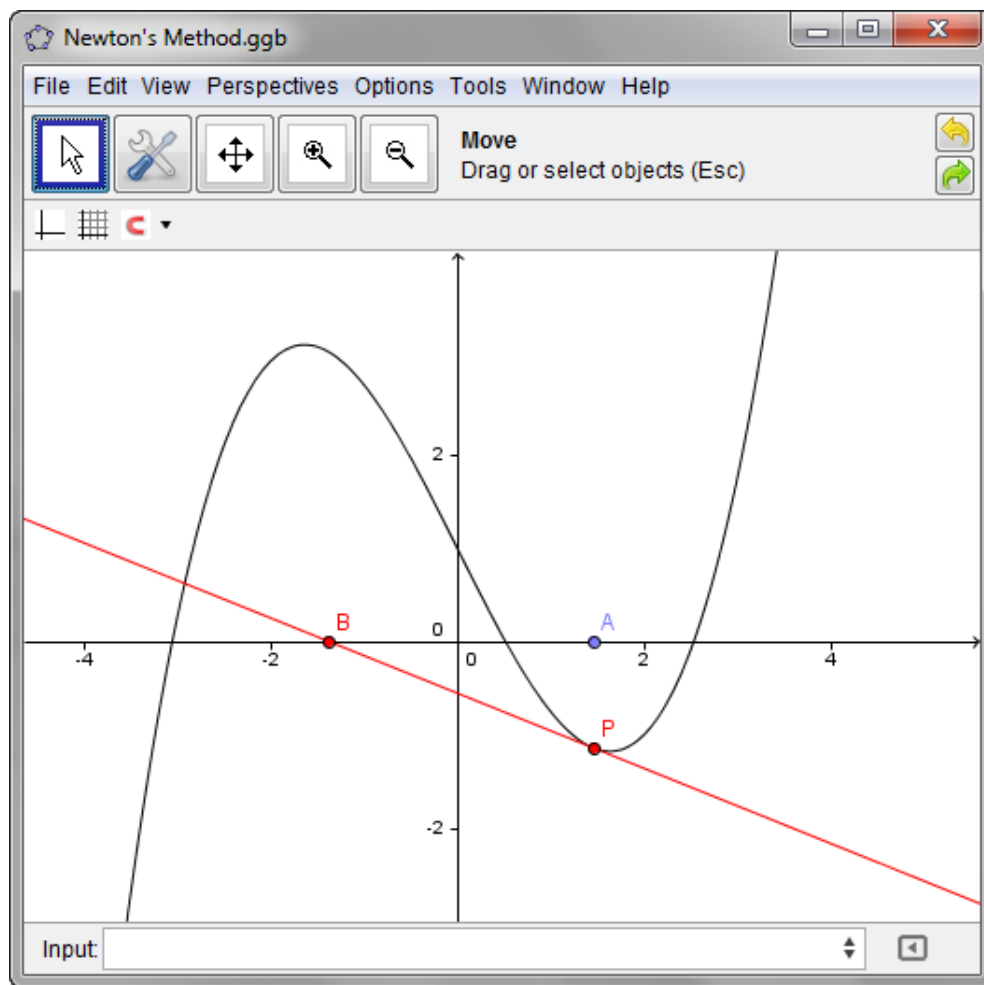 Newton's Method.ggb
File Edit View Perspectives Options Tools Window Help
Move
Drag or select objects (Esc)
2
B
0
A
-4 -2 0 2 4
P
-2
Input: